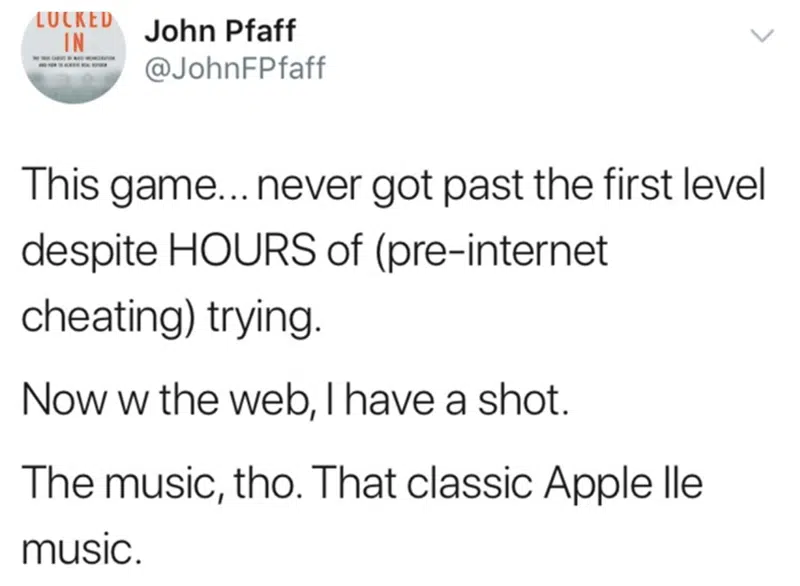 LOCKED
IN
John Pfaff
@JohnFPfaff
This game... never got past the first level
despite HOURS of (pre-internet
cheating) trying.
Now w the web, I have a shot.
The music, tho. That classic Apple lle
music.